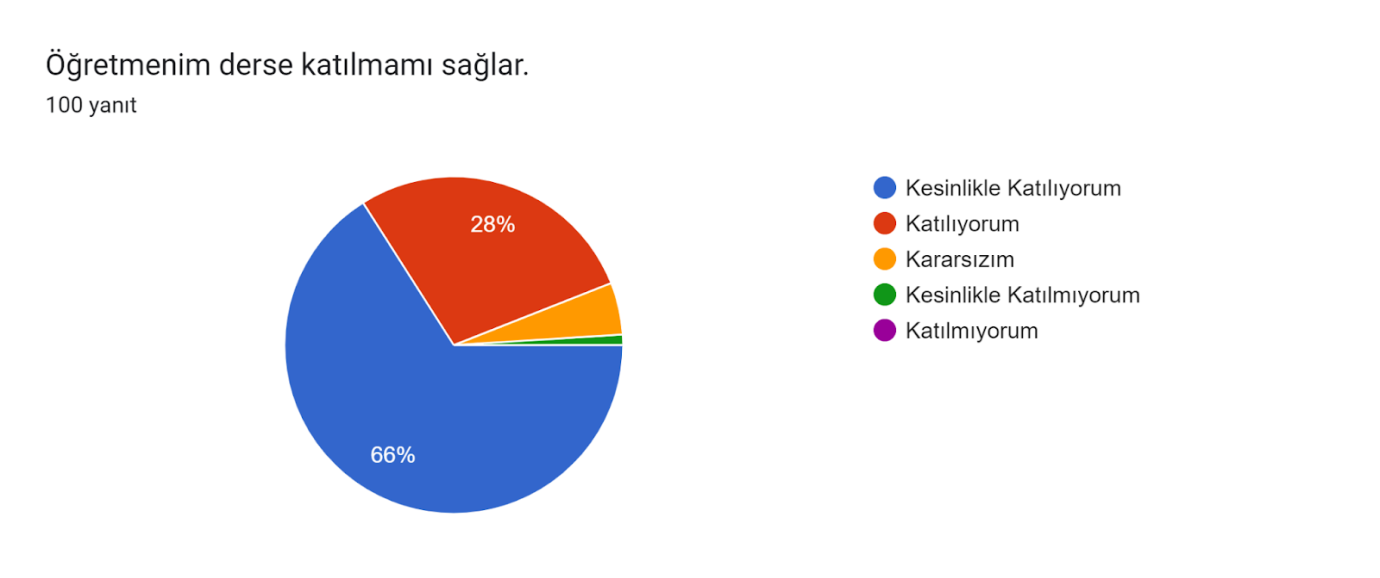 Öğretmenim derse katılmamı sağlar.
100 yanıt
28%
66%
Kesinlikle Katılıyorum
Katılıyorum
Kararsızım
Kesinlikle Katılmıyorum
Katılmıyorum